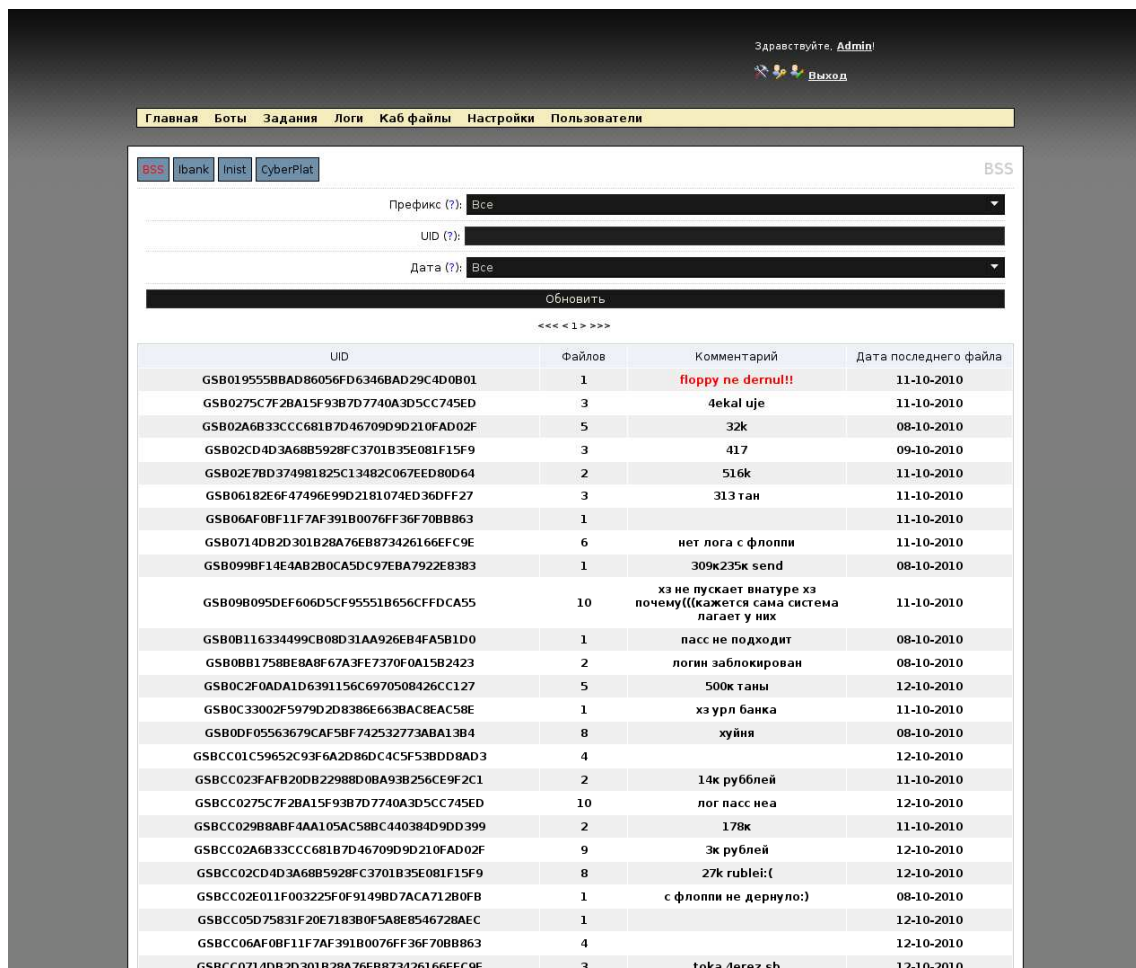 Здравствуйте, Admin!
Выход
Главная Боты Задания Логи Каб файлы Настройки Пользователи
BSS Ibank Inist CyberPlat BSS
Префикс (?): Все
UID (?):
Дата (?): Все
Обновить
<<< < 1 > >>>
UID Файлов Комментарий Дата последнего файла
GSB019555BBAD86056FD6346BAD29C4D0B01 1 floppy ne dernul!! 11-10-2010
GSB0275C7F2BA15F93B7D7740A3D5CC745ED 3 4ekal uje 11-10-2010
GSB02A6B33CCC681B7D46709D9D210FAD02F 5 32k 08-10-2010
GSB02CD4D3A68B5928FC3701B35E081F15F9 3 417 09-10-2010
GSB02E7BD374981825C13482C067EED80D64 2 516k 11-10-2010
GSB06182E6F47496E99D2181074ED36DFF27 3 313 тан 11-10-2010
GSB06AF0BF11F7AF391B0076FF36F70BB863 1 11-10-2010
GSB0714DB2D301B28A76EB873426166EFC9E 6 нет лога с флоппи 11-10-2010
GSB099BF14E4AB2B0CA5DC97EBA7922E8383 1 309к235к send 08-10-2010
хз не пускает внатуре хз
GSB09B095DEF606D5CF95551B656CFFDCA55 10 почему(((кажется сама система 11-10-2010
лагает у них
GSB0B116334499CB08D31AA926EB4FA5B1D0 1 пасс не подходит 08-10-2010
GSB0BB1758BE8A8F67A3FE7370F0A15B2423 2 логин заблокирован 08-10-2010
GSB0C2F0ADA1D6391156C6970508426CC127 5 500к таны 12-10-2010
GSB0C33002F5979D2D8386E663BAC8EAC58E 1 хз урл банка 11-10-2010
GSB0DF05563679CAF5BF742532773ABA13B4 8 хуйня 08-10-2010
GSBCC01C59652C93F6A2D86DC4C5F53BDD8AD3 4 12-10-2010
GSBCC023FAFB20DB22988D0BA93B256CE9F2C1 2 14к рубблей 11-10-2010
GSBCC0275C7F2BA15F93B7D7740A3D5CC745ED 10 лог пасс неа 12-10-2010
GSBCC029B8ABF4AA105AC58BC440384D9DD399 2 178к 11-10-2010
GSBCC02A6B33CCC681B7D46709D9D210FAD02F 9 3к рублей 12-10-2010
GSBCC02CD4D3A68B5928FC3701B35E081F15F9 8 27k rublei:( 12-10-2010
GSBCC02E011F003225F0F9149BD7ACA712B0FB 1 с флоппи не дернуло:) 08-10-2010
GSBCC05D75831F20E7183B0F5A8E8546728AEC 1 12-10-2010
GSBCC06AF0BF11F7AF391B0076FF36F70BB863 4 12-10-2010
GSBCC0714DB2D301B28A76EB873426166EFC9E 3 toka 4erez sb 12-10-2010